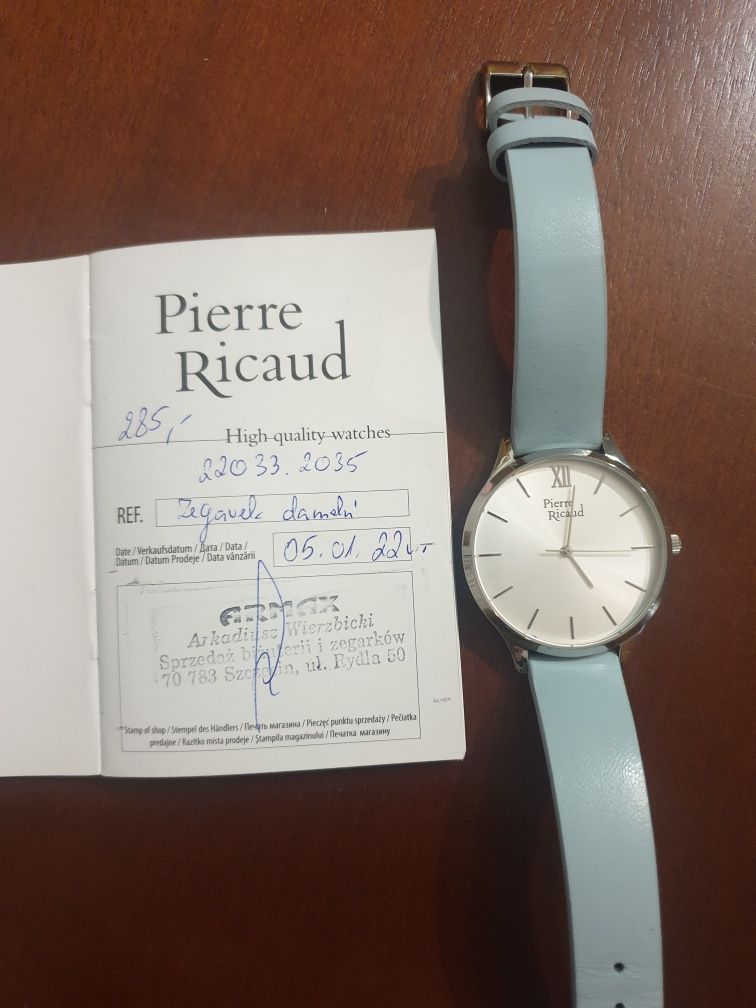 Pierre
Ricaud
285,-
High quality watches
22033.2035
REF. Zegarek damski
Date / Verkaufsdatum / Дата / Data /
Dátum / Datum Prodeje / Data vânzării
05.01.22
ARMAX
Arkadiusz Wierzbicki
Sprzedaż biżuterii i zegarków
70-783 Szczecin, ul. Rydla 50
Stamp of shop / Stempel des Händlers / Печать магазина / Pieczęć punktu sprzedaży / Pečiatka
predajne / Razítko místa prodeje / Ştampila magazinului / Печатка магазину
XII
Pierre
Ricaud